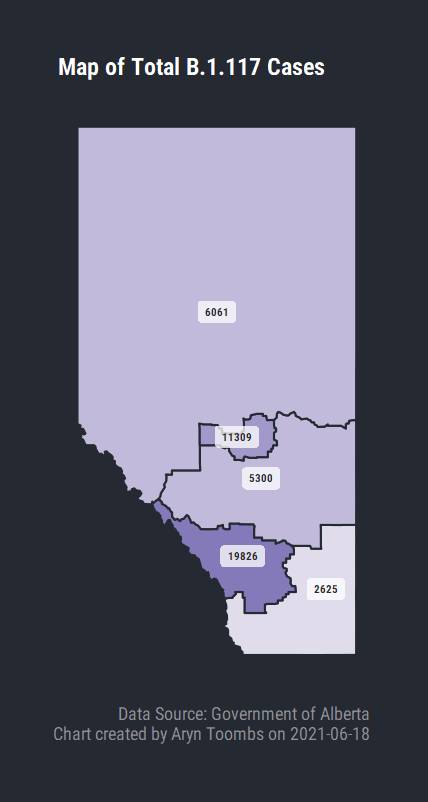 Map of Total B.1.117 Cases
6061
11309
5300
19826
2625
Data Source: Government of Alberta
Chart created by Aryn Toombs on 2021-06-18